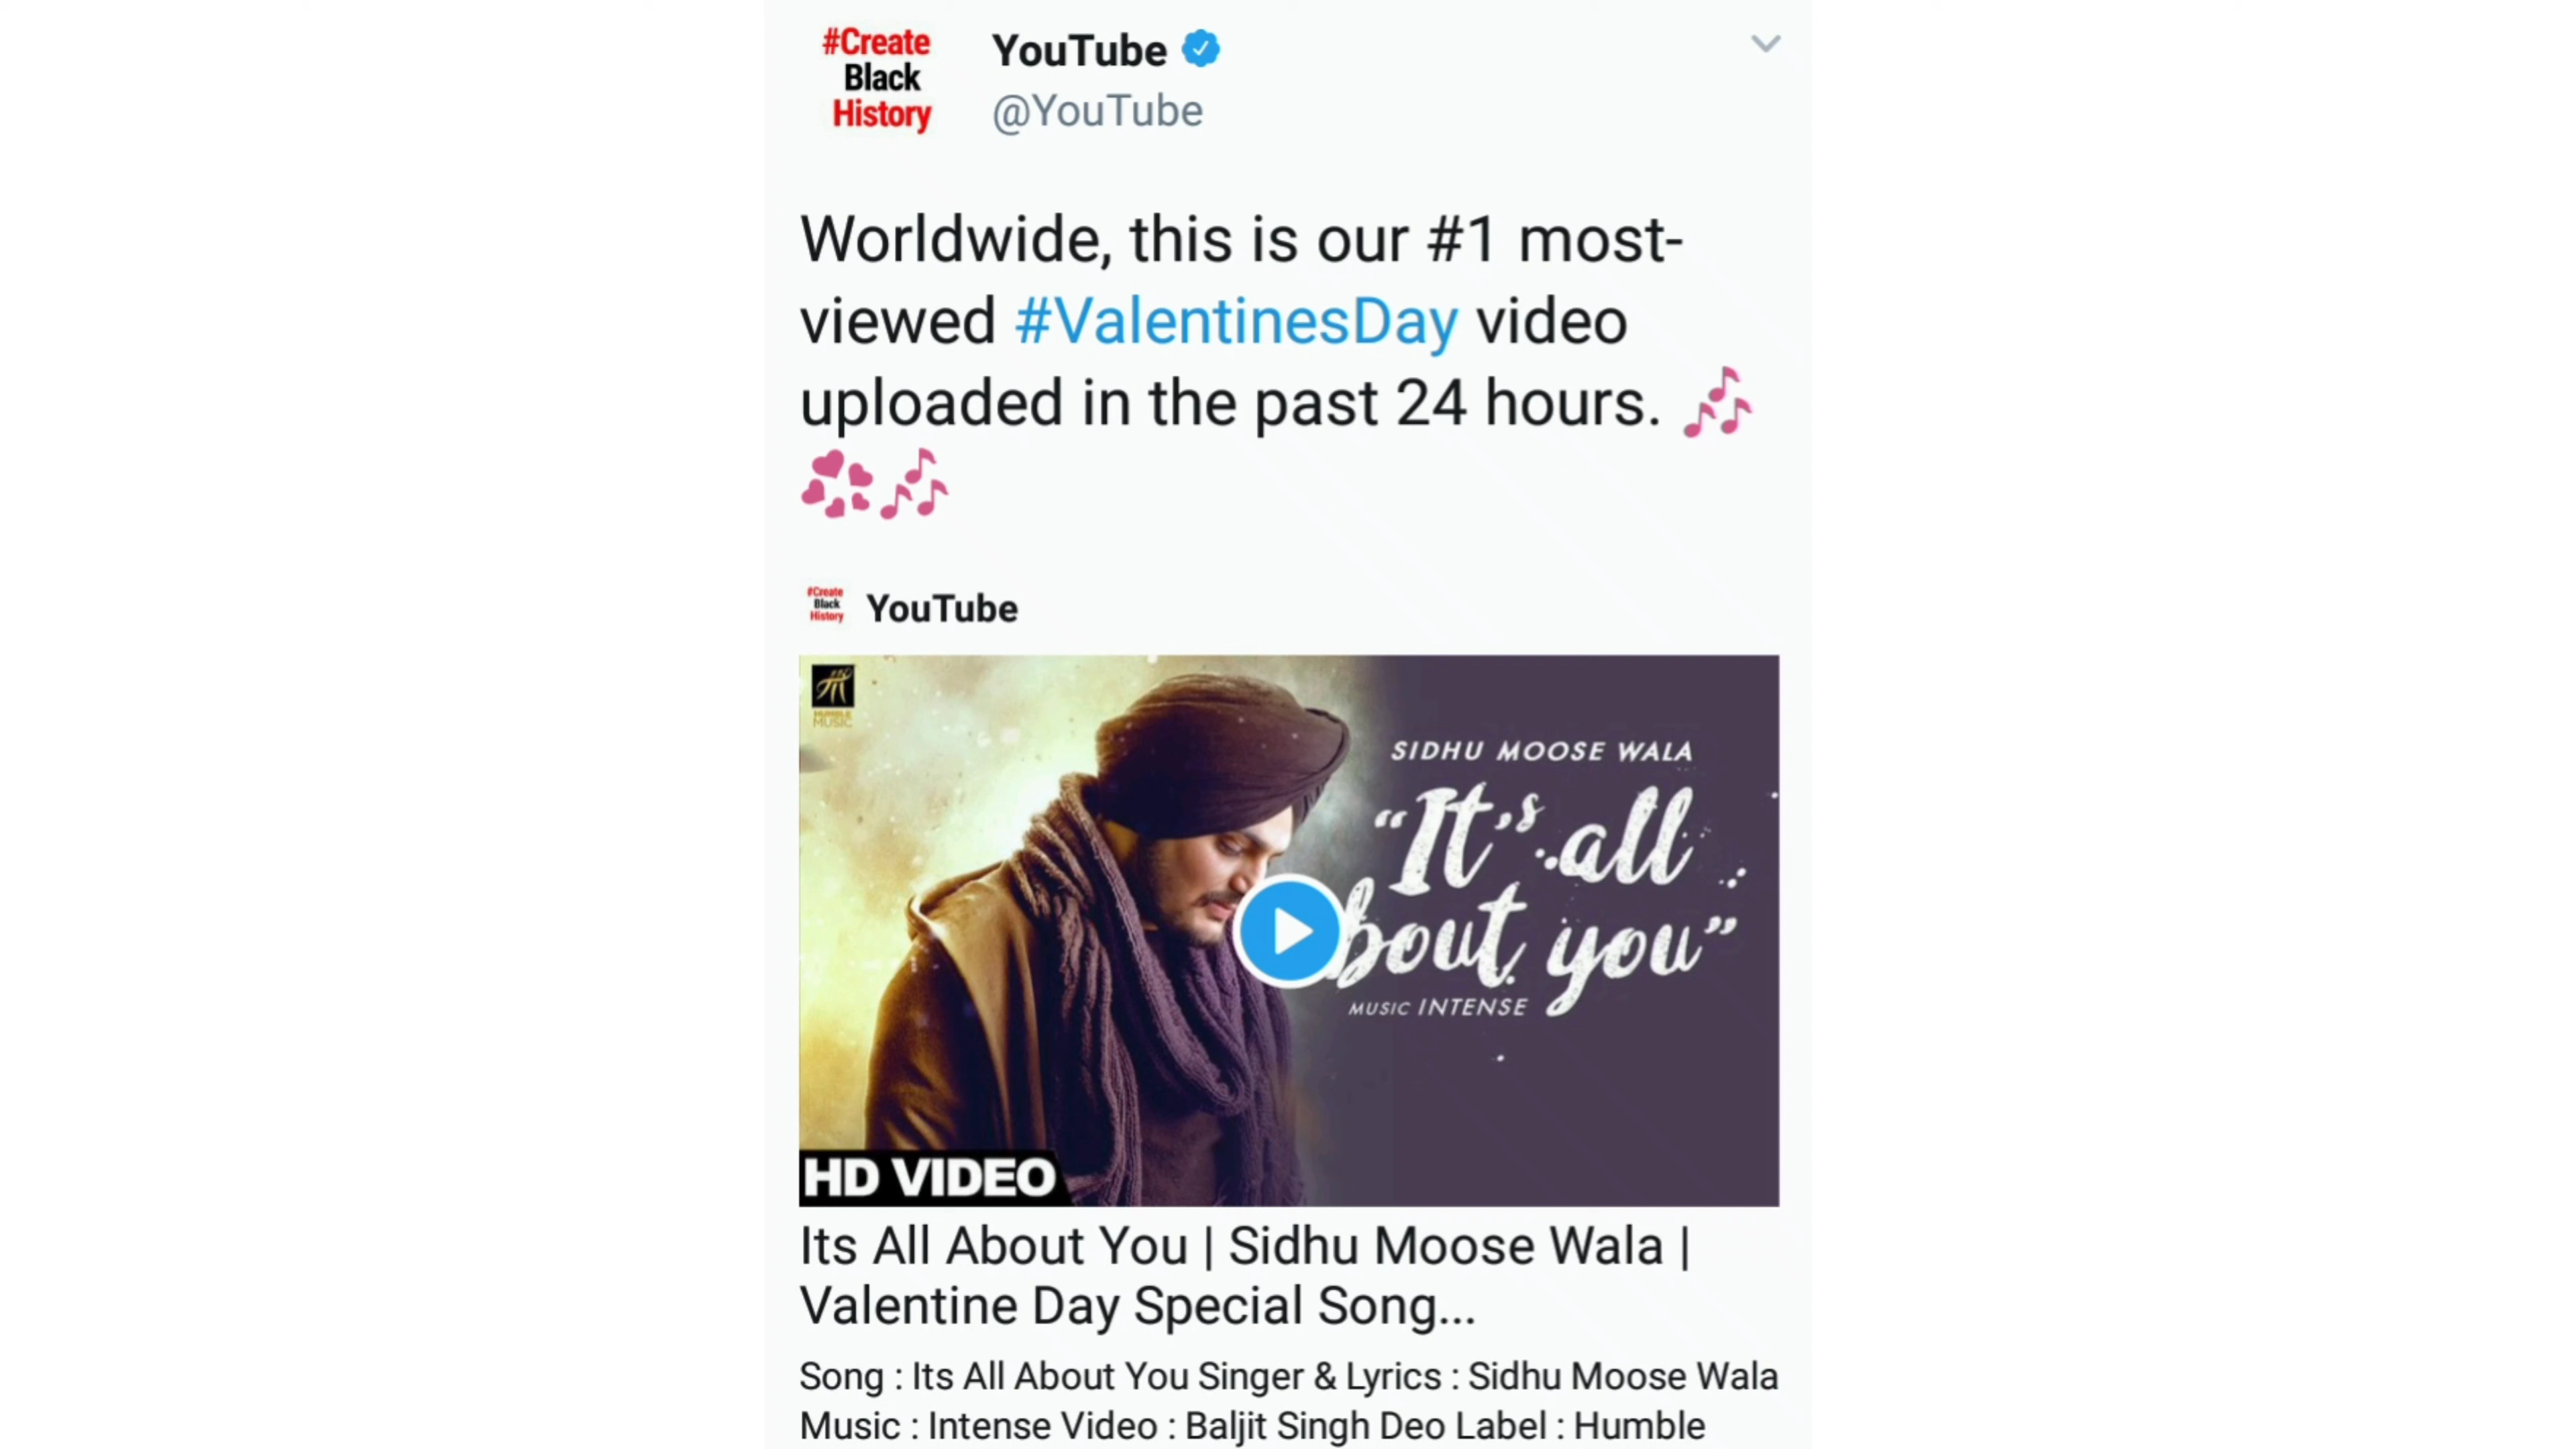 #Create
Black
History
YouTube
@YouTube
Worldwide, this is our #1 most-
viewed #ValentinesDay video
uploaded in the past 24 hours. 🎶
💞🎶
#Create
Black
History
YouTube
HUMBLE
MUSIC
SIDHU MOOSE WALA
"It's all
bout you"
MUSIC INTENSE
HD VIDEO
Its All About You | Sidhu Moose Wala |
Valentine Day Special Song...
Song : Its All About You Singer & Lyrics : Sidhu Moose Wala
Music : Intense Video : Baljit Singh Deo Label : Humble